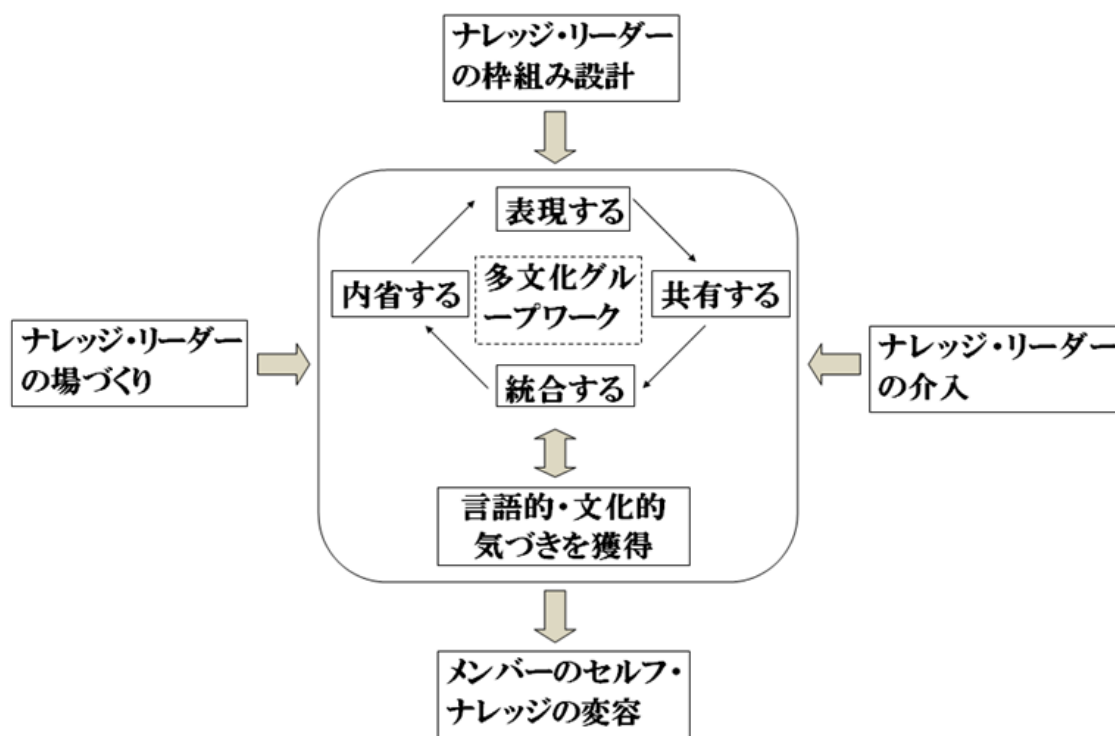 ナレッジ・リーダー
の枠組み設計
表現する
内省する
多文化グル
ープワーク
共有する
統合する
ナレッジ・リーダー
の場づくり
ナレッジ・リーダー
の介入
言語的・文化的
気づきを獲得
メンバーのセルフ・
ナレッジの変容